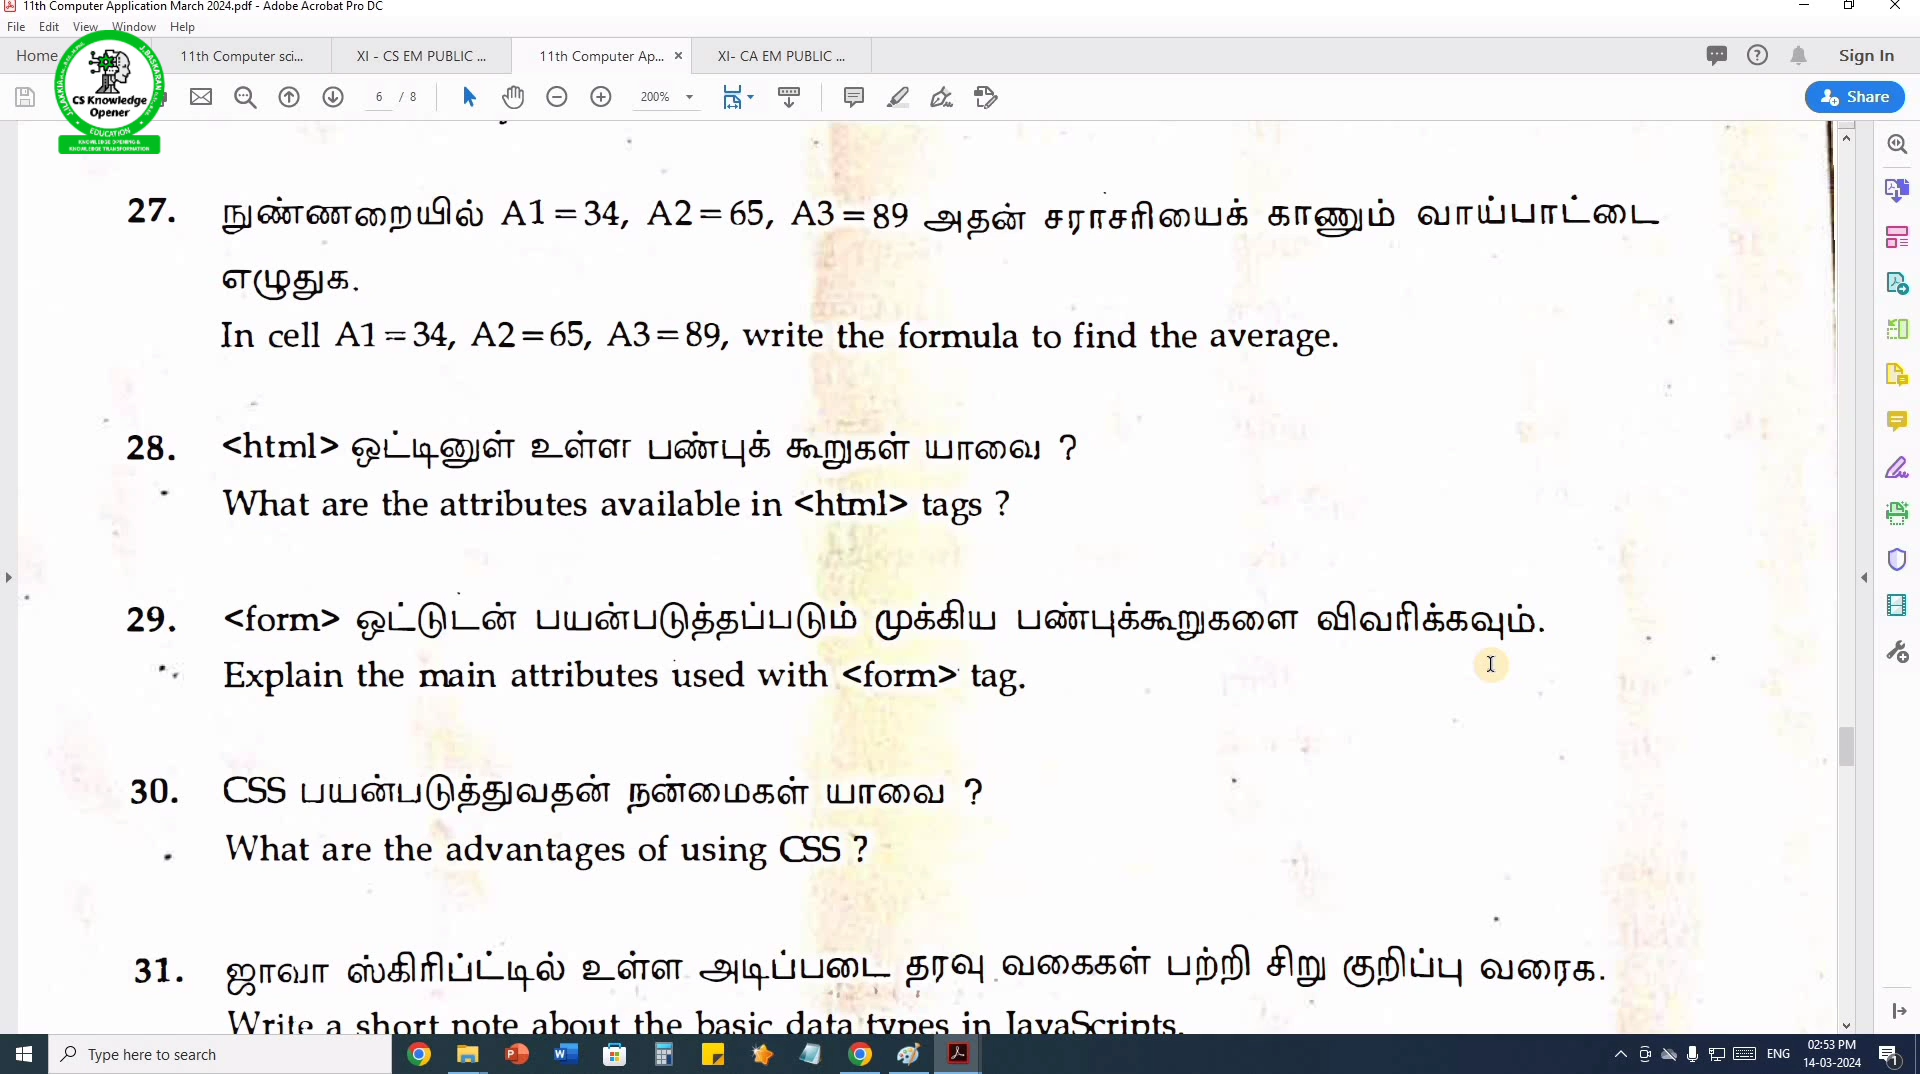 11th Computer Application March 2024.pdf - Adobe Acrobat Pro DC
File Edit View Window Help
Home
11th Computer sci...
XI - CS EM PUBLIC ...
11th Computer Ap... ×
XI- CA EM PUBLIC ...
Sign In
CS Knowledge
Opener
EDUCATION
KNOWLEDGE OPENING &
KNOWLEDGE TRANSFORMATION
6 / 8
200%
Share
27. நுண்ணறையில் A1=34, A2=65, A3=89 அதன் சராசரியைக் காணும் வாய்பாட்டை
எழுதுக.
In cell A1=34, A2=65, A3=89, write the formula to find the average.
28. <html> ஒட்டினுள் உள்ள பண்புக் கூறுகள் யாவை ?
What are the attributes available in <html> tags ?
29. <form> ஒட்டுடன் பயன்படுத்தப்படும் முக்கிய பண்புக்கூறுகளை விவரிக்கவும்.
Explain the main attributes used with <form> tag.
30. CSS பயன்படுத்துவதன் நன்மைகள் யாவை ?
What are the advantages of using CSS ?
31. ஜாவா ஸ்கிரிப்ட்டில் உள்ள அடிப்படை தரவு வகைகள் பற்றி சிறு குறிப்பு வரைக.
Write a short note about the basic data types in JavaScripts.
Type here to search
ENG
02:53 PM
14-03-2024
1